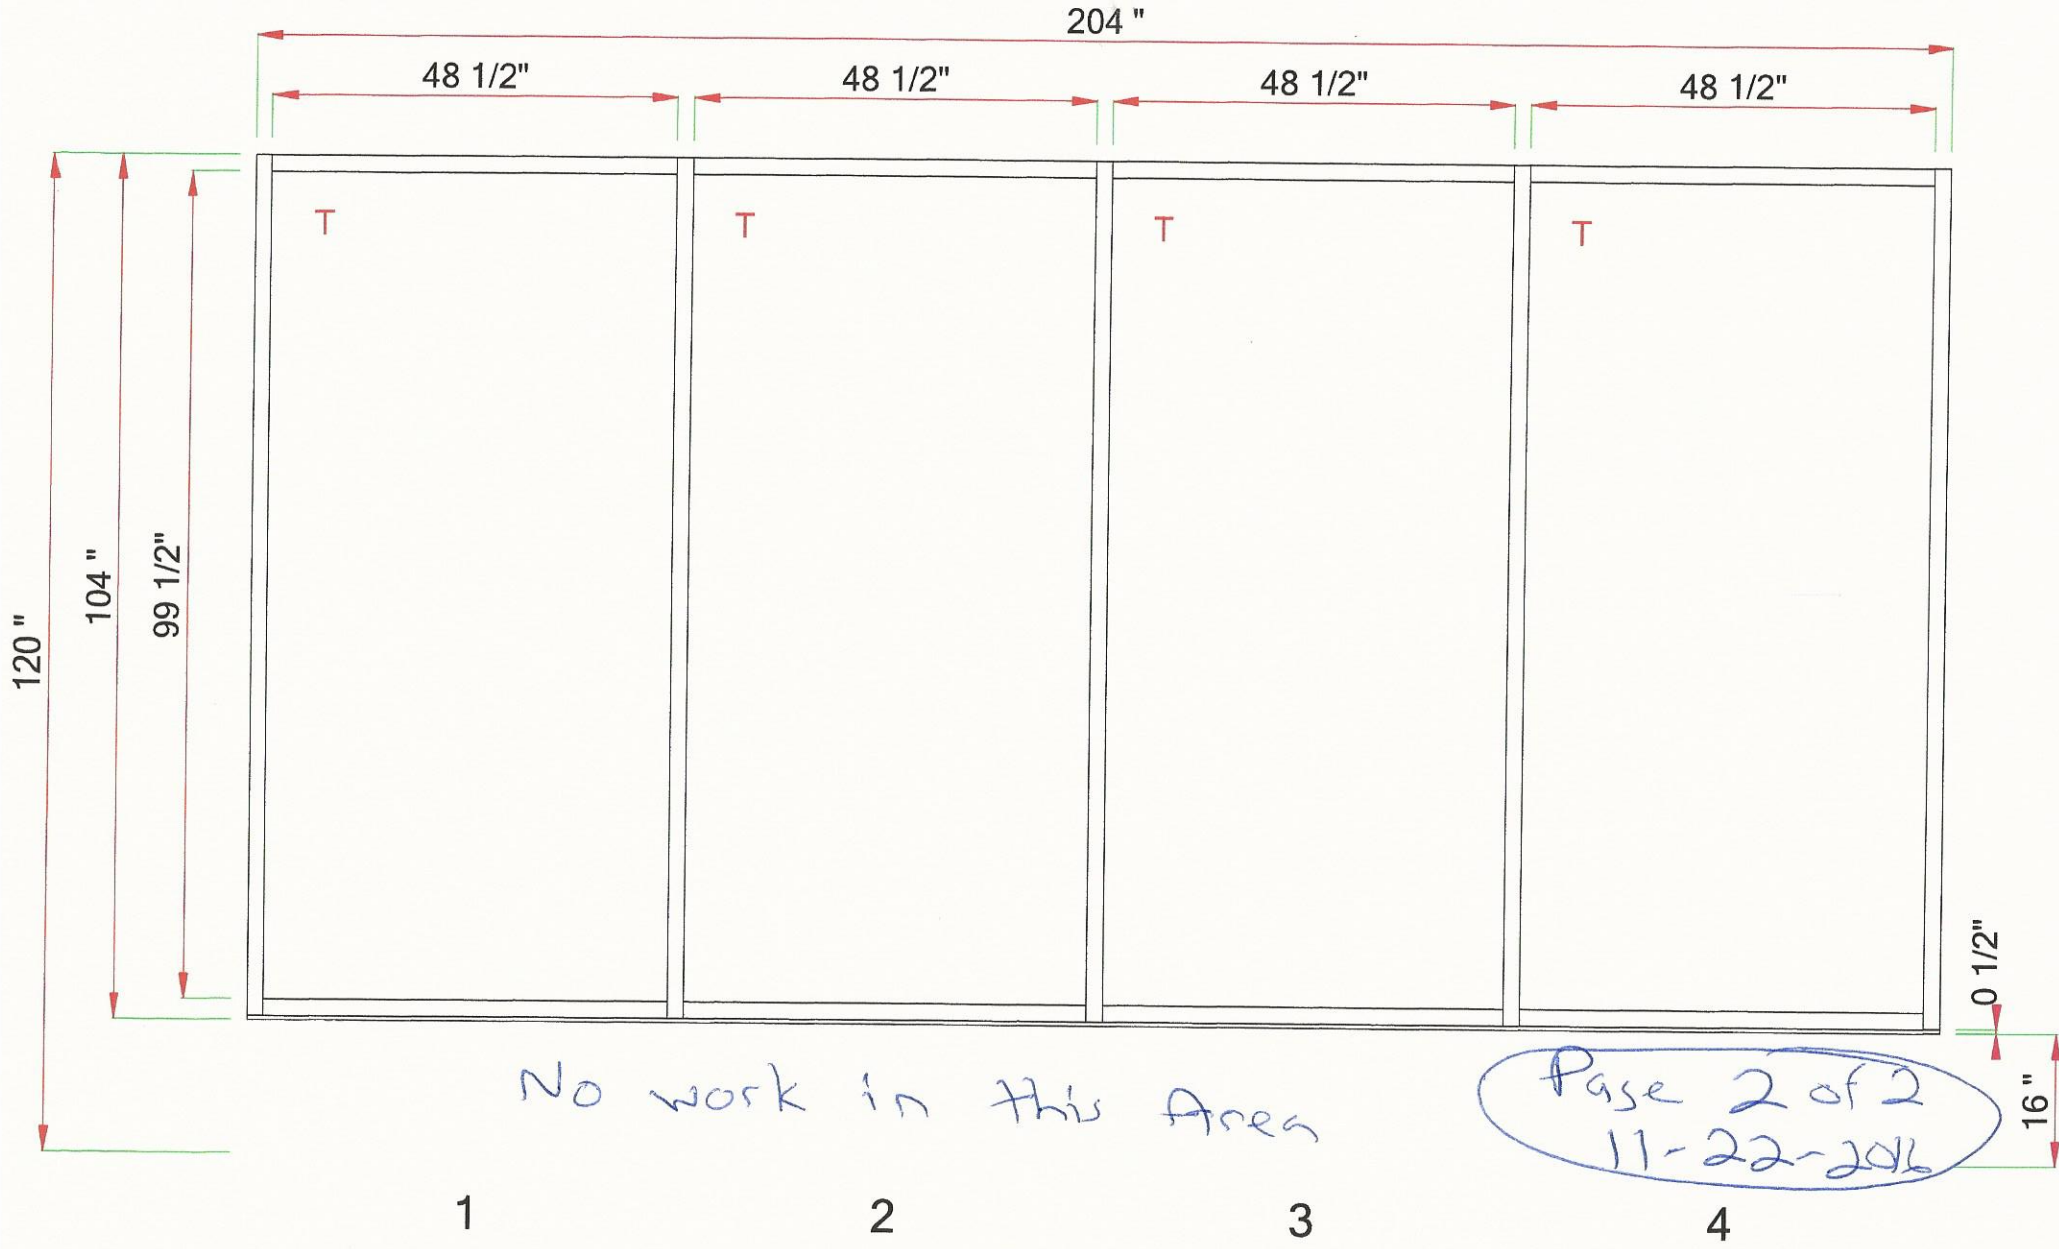 204 "
48 1/2" 48 1/2" 48 1/2" 48 1/2"
T T T T
120 "
104 "
99 1/2"
0 1/2"
16 "
No work in this Area
Page 2 of 2
11-22-2016
1 2 3 4